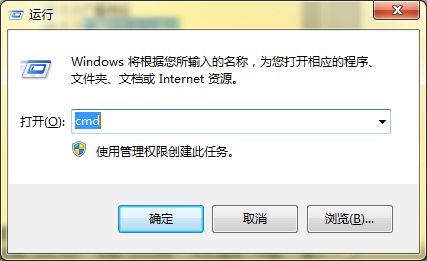 运行
Windows 将根据您所输入的名称，为您打开相应的程序、
文件夹、文档或 Internet 资源。
打开(O): cmd
使用管理权限创建此任务。
确定 取消 浏览(B)...